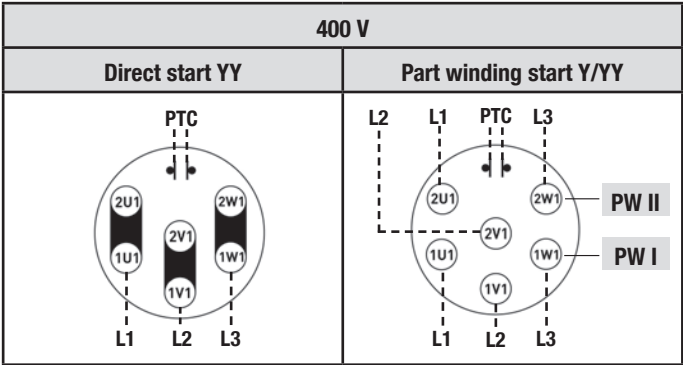 400 V
Direct start YY
Part winding start Y/YY
PTC
2U1
2W1
2V1
1U1
1W1
1V1
L1 L2 L3
L2 L1 PTC L3
2U1
2W1
PW II
2V1
1U1
1W1
PW I
1V1
L1 L2 L3